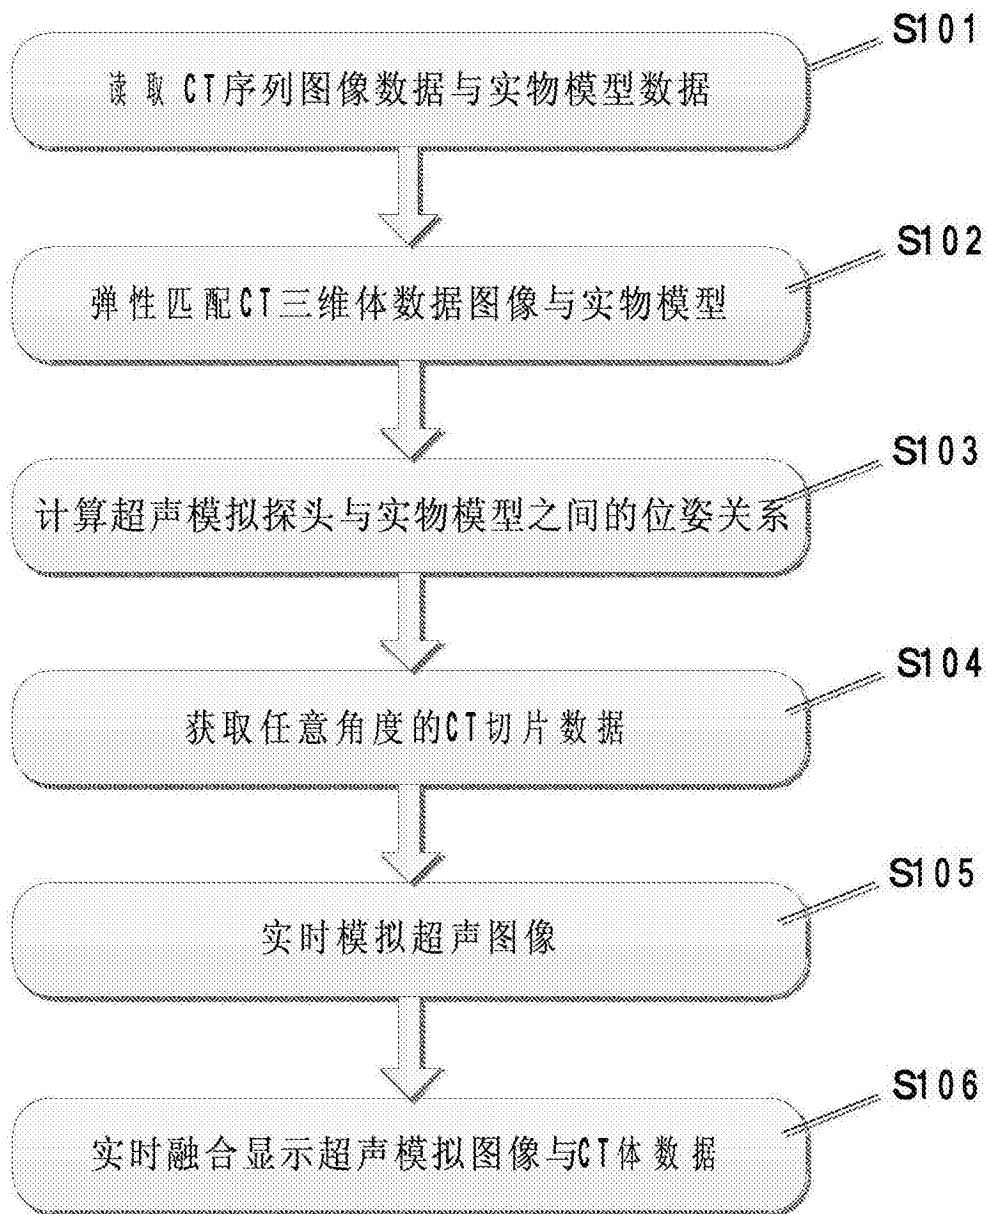 S101
读取CT序列图像数据与实物模型数据
S102
弹性匹配CT三维体数据图像与实物模型
S103
计算超声模拟探头与实物模型之间的位姿关系
S104
获取任意角度的CT切片数据
S105
实时模拟超声图像
S106
实时融合显示超声模拟图像与CT体数据